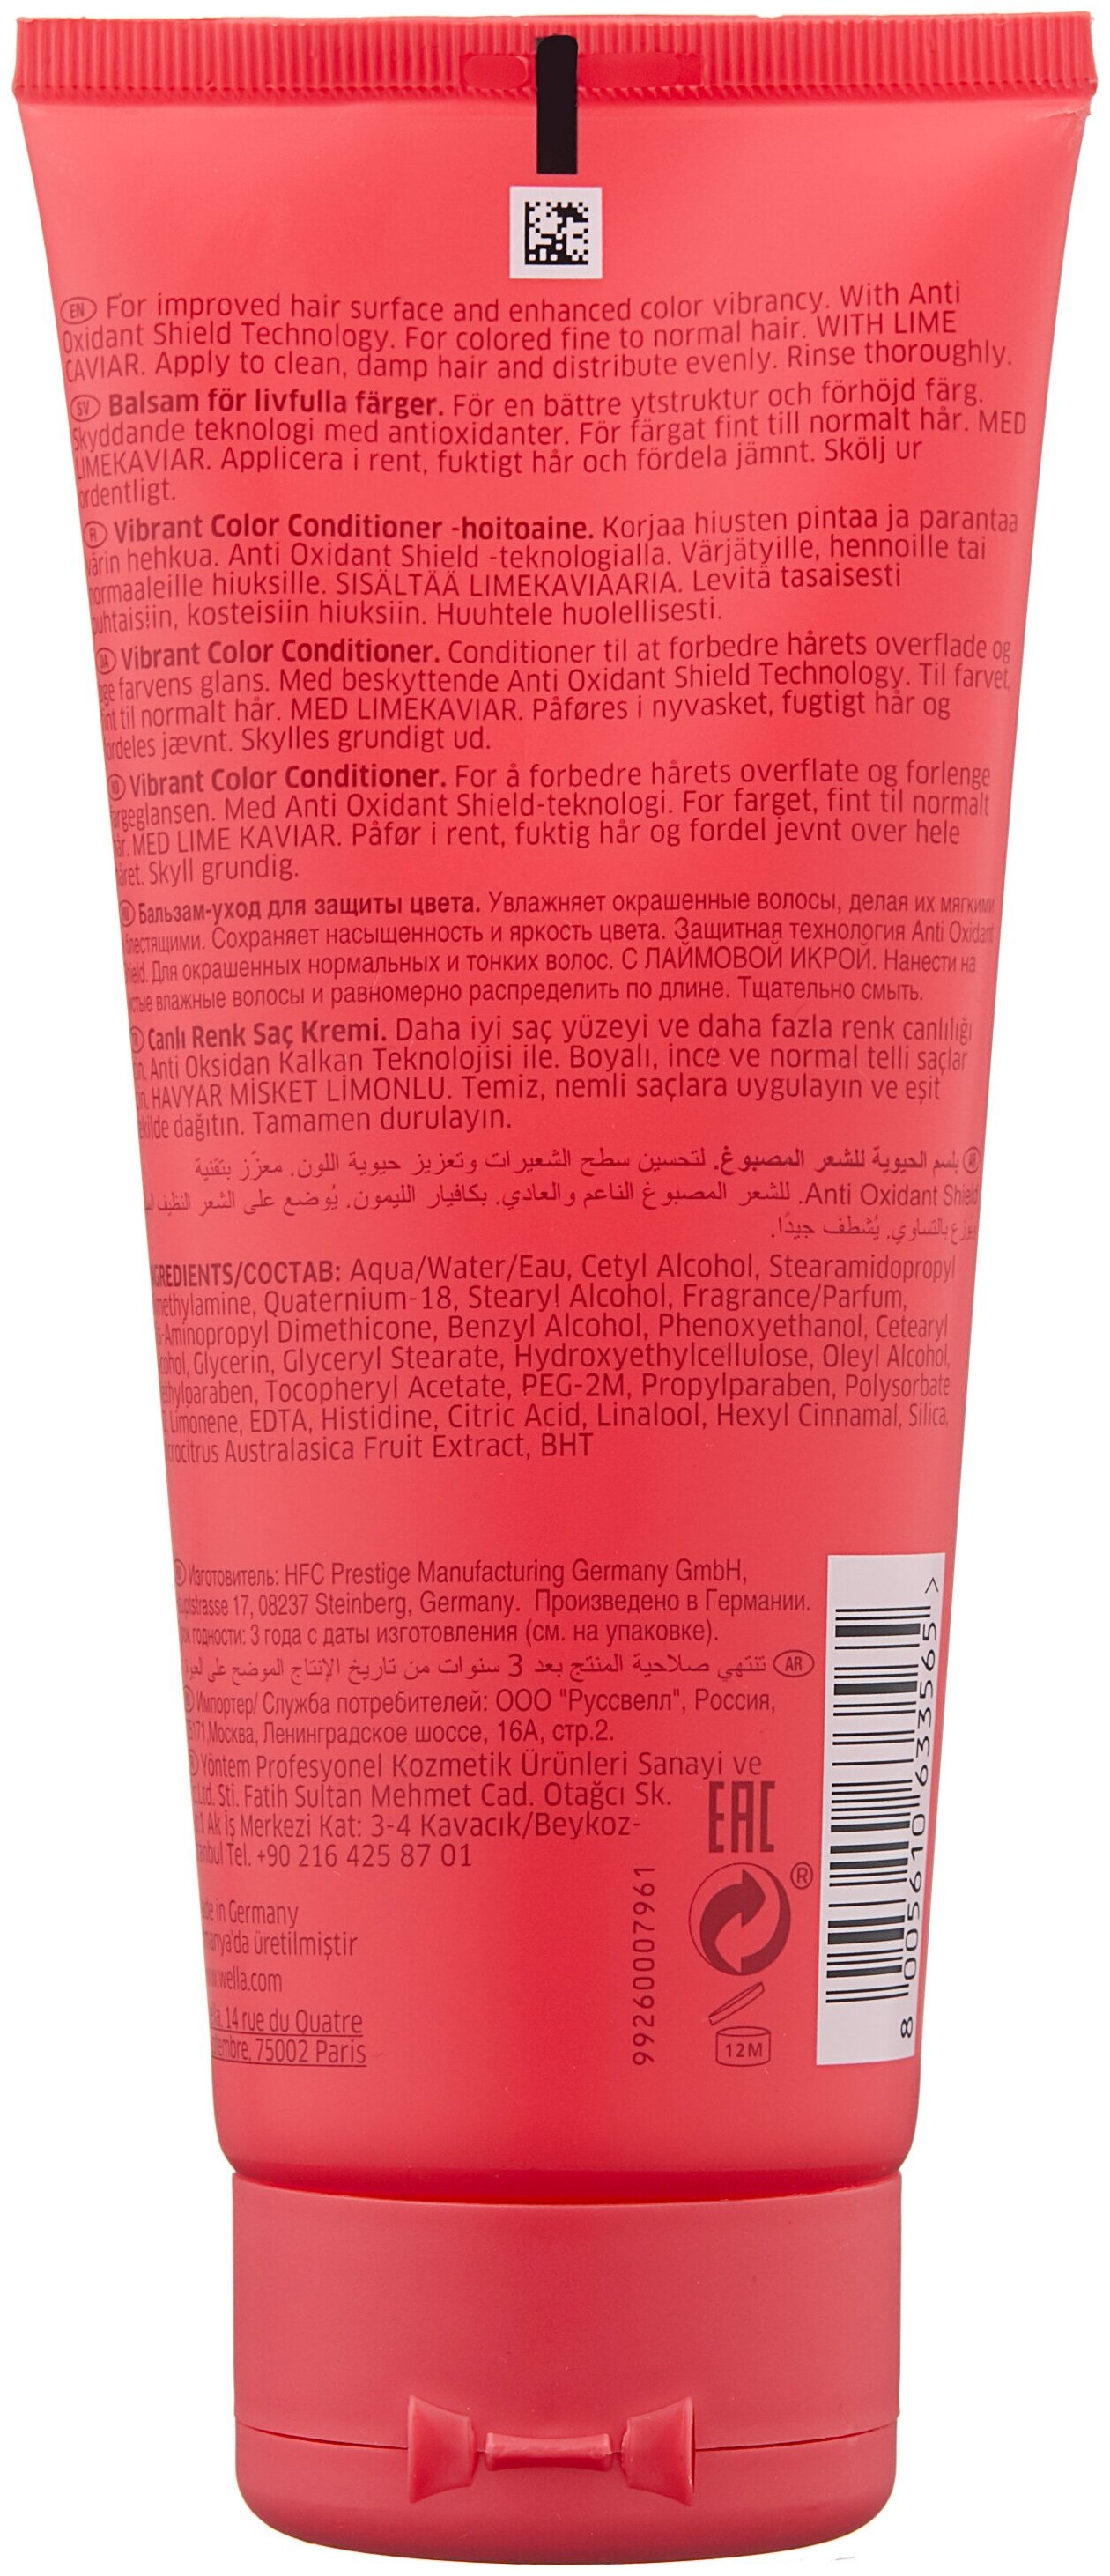 EN For improved hair surface and enhanced color vibrancy. With Anti
Oxidant Shield Technology. For colored fine to normal hair. WITH LIME
CAVIAR. Apply to clean, damp hair and distribute evenly. Rinse thoroughly.
SV Balsam för livfulla färger. För en bättre ytstruktur och förhöjd färg.
Skyddande teknologi med antioxidanter. För färgat fint till normalt hår. MED
LIMEKAVIAR. Applicera i rent, fuktigt hår och fördela jämnt. Skölj ur
ordentligt.
FI Vibrant Color Conditioner -hoitoaine. Korjaa hiusten pintaa ja parantaa
värin hehkua. Anti Oxidant Shield -teknologialla. Värjätyille, hennoille tai
normaaleille hiuksille. SISÄLTÄÄ LIMEKAVIAARIA. Levitä tasaisesti
puhtaisiin, kosteisiin hiuksiin. Huuhtele huolellisesti.
DA Vibrant Color Conditioner. Conditioner til at forbedre hårets overflade og
farvens glans. Med beskyttende Anti Oxidant Shield Technology. Til farvet,
fint til normalt hår. MED LIMEKAVIAR. Påføres i nyvasket, fugtigt hår og
fordeles jævnt. Skylles grundigt ud.
NO Vibrant Color Conditioner. For å forbedre hårets overflate og forlenge
fargeglansen. Med Anti Oxidant Shield-teknologi. For farget, fint til normalt
hår. MED LIME KAVIAR. Påfør i rent, fuktig hår og fordel jevnt over hele
håret. Skyll grundig.
RU Бальзам-уход для защиты цвета. Увлажняет окрашенные волосы, делая их мягкими
блестящими. Сохраняет насыщенность и яркость цвета. Защитная технология Anti Oxidant
Shield. Для окрашенных нормальных и тонких волос. С ЛАЙМОВОЙ ИКРОЙ. Нанести на
чистые влажные волосы и равномерно распределить по длине. Тщательно смыть.
TR Canlı Renk Saç Kremi. Daha iyi saç yüzeyi ve daha fazla renk canlılığı
Anti Oksidan Kalkan Teknolojisi ile. Boyalı, ince ve normal telli saçlar
HAVYAR MİSKET LİMONLU. Temiz, nemli saçlara uygulayın ve eşit
şekilde dağıtın. Tamamen durulayın.
AR بلسم الحيوية للشعر المصبوغ. لتحسين سطح الشعيرات وتعزيز حيوية اللون. معزّز بتقنية
Anti Oxidant Shield. للشعر المصبوغ الناعم والعادي. بكافيار الليمون. يُوضع على الشعر النظيف
ويُوزع بالتساوي. يُشطف جيدًا.
INGREDIENTS/СОСТАВ: Aqua/Water/Eau, Cetyl Alcohol, Stearamidopropyl
Dimethylamine, Quaternium-18, Stearyl Alcohol, Fragrance/Parfum,
Bis-Aminopropyl Dimethicone, Benzyl Alcohol, Phenoxyethanol, Cetearyl
Alcohol, Glycerin, Glyceryl Stearate, Hydroxyethylcellulose, Oleyl Alcohol,
Methylparaben, Tocopheryl Acetate, PEG-2M, Propylparaben, Polysorbate
Limonene, EDTA, Histidine, Citric Acid, Linalool, Hexyl Cinnamal, Silica,
Microcitrus Australasica Fruit Extract, BHT
RU Изготовитель: HFC Prestige Manufacturing Germany GmbH,
Hauptstrasse 17, 08237 Steinberg, Germany. Произведено в Германии.
Срок годности: 3 года с даты изготовления (см. на упаковке).
AR تنتهي صلاحية المنتج بعد 3 سنوات من تاريخ الإنتاج الموضح على العبوة
Импортер/ Служба потребителей: ООО "Руссвелл", Россия,
Москва, Ленинградское шоссе, 16А, стр.2.
Yöntem Profesyonel Kozmetik Ürünleri Sanayi ve
Ltd. Sti. Fatih Sultan Mehmet Cad. Otağcı Sk.
Ak İş Merkezi Kat: 3-4 Kavacık/Beykoz-
İstanbul Tel. +90 216 425 87 01
Made in Germany
Almanya'da üretilmiştir
www.wella.com
Wella, 14 rue du Quatre
Septembre, 75002 Paris
EAC
®
12M
99260007961
8 005610 633565 >